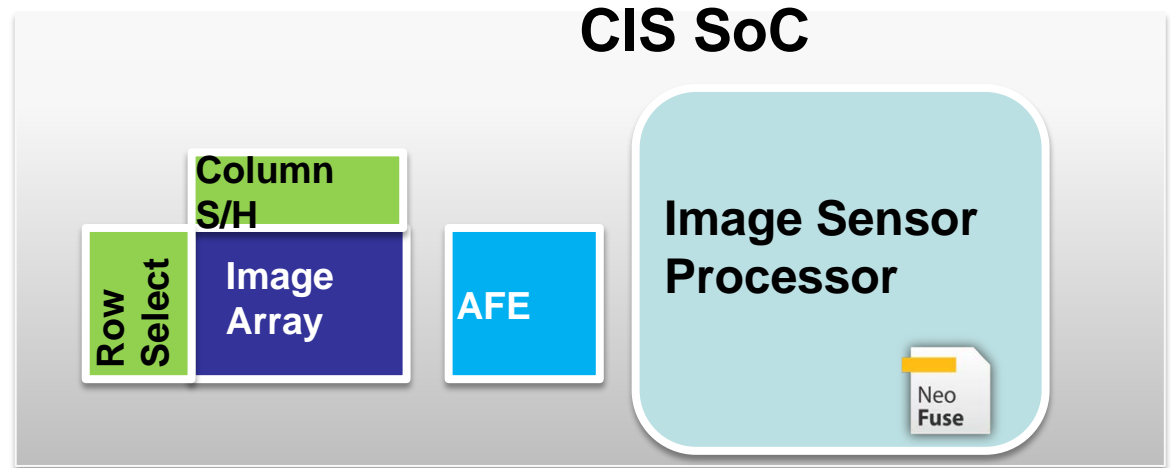 CIS SoC
Column
S/H
Row
Select
Image
Array
AFE
Image Sensor
Processor
Neo
Fuse